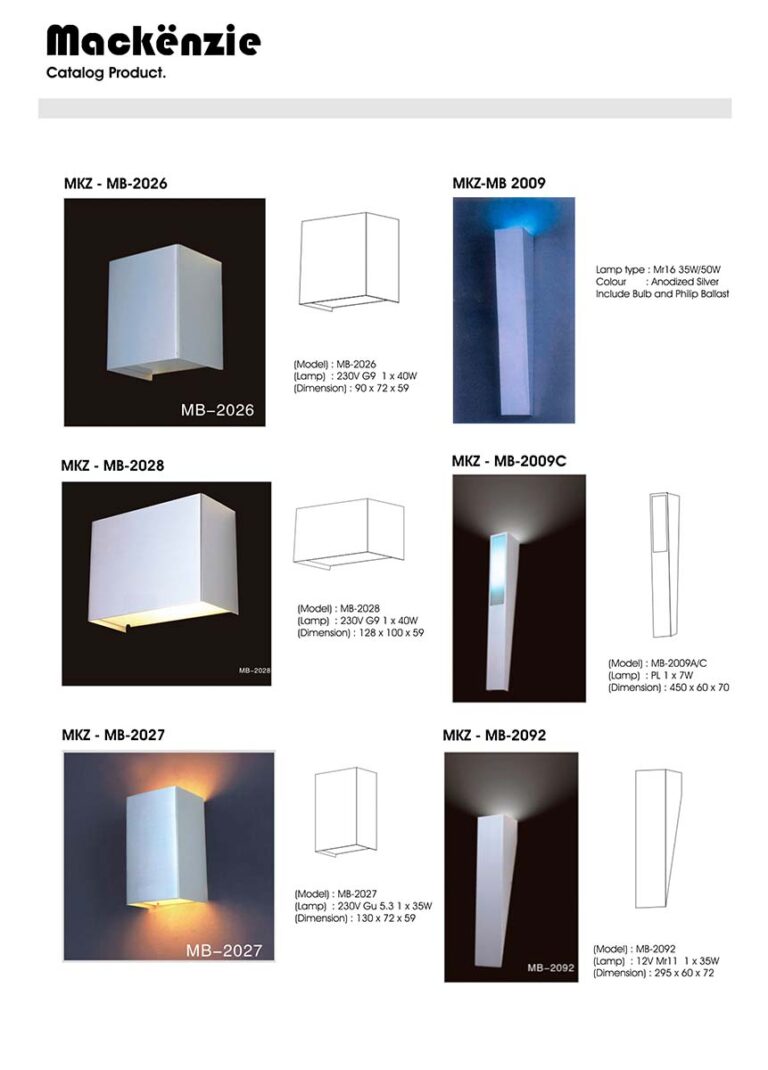 Mackënzie
Catalog Product.
MKZ - MB-2026
MB-2026
(Model) : MB-2026
(Lamp) : 230V G9 1 x 40W
(Dimension) : 90 x 72 x 59
MKZ-MB 2009
Lamp type : Mr16 35W/50W
Colour : Anodized Silver
Include Bulb and Philip Ballast
MKZ - MB-2028
MB-2028
(Model) : MB-2028
(Lamp) : 230V G9 1 x 40W
(Dimension) : 128 x 100 x 59
MKZ - MB-2009C
(Model) : MB-2009A/C
(Lamp) : PL 1 x 7W
(Dimension) : 450 x 60 x 70
MKZ - MB-2027
MB-2027
(Model) : MB-2027
(Lamp) : 230V Gu 5.3 1 x 35W
(Dimension) : 130 x 72 x 59
MKZ - MB-2092
MB-2092
(Model) : MB-2092
(Lamp) : 12V Mr11 1 x 35W
(Dimension) : 295 x 60 x 72